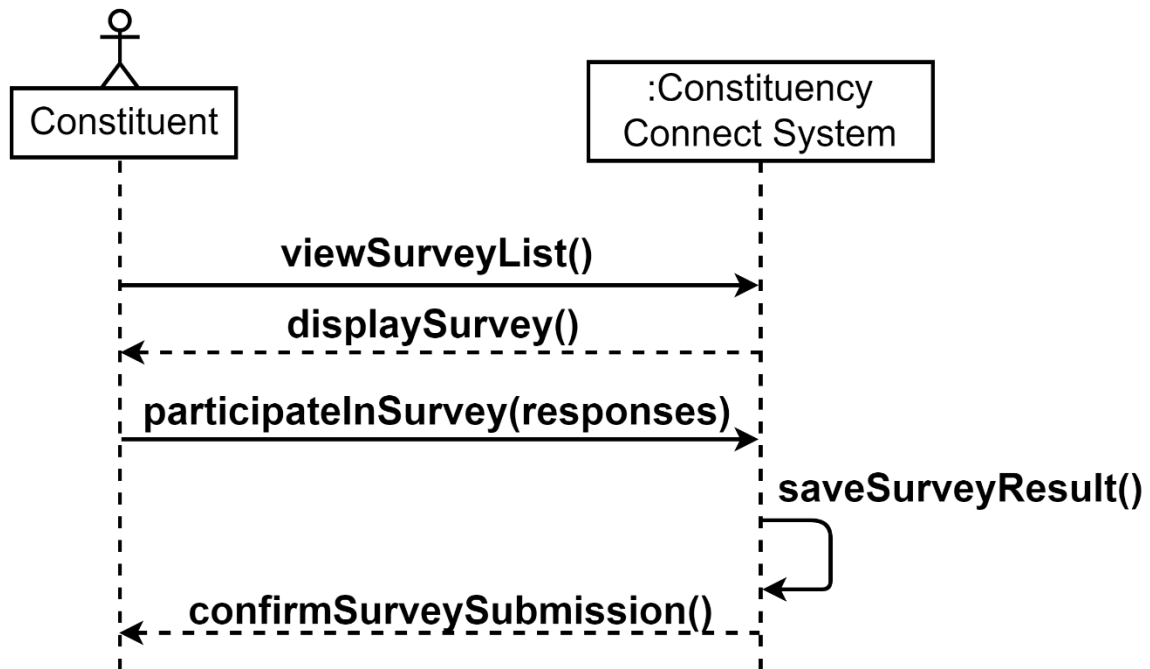 Constituent
:Constituency
Connect System
viewSurveyList()
displaySurvey()
participateInSurvey(responses)
saveSurveyResult()
confirmSurveySubmission()